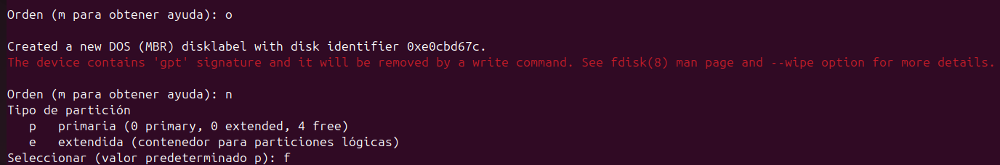 Orden (m para obtener ayuda): o
Created a new DOS (MBR) disklabel with disk identifier 0xe0cbd67c.
The device contains 'gpt' signature and it will be removed by a write command. See fdisk(8) man page and --wipe option for more details.
Orden (m para obtener ayuda): n
Tipo de partición
   p   primaria (0 primary, 0 extended, 4 free)
   e   extendida (contenedor para particiones lógicas)
Seleccionar (valor predeterminado p): f